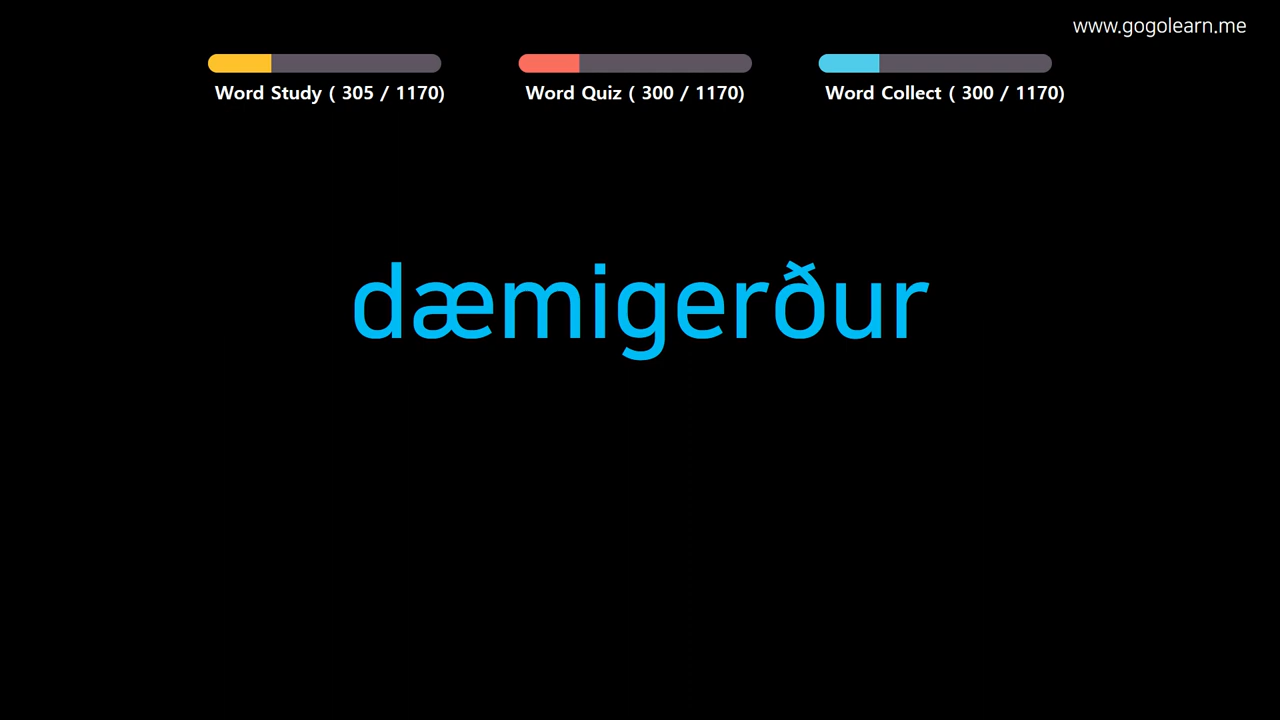 www.gogolearn.me
Word Study ( 305 / 1170)
Word Quiz ( 300 / 1170)
Word Collect ( 300 / 1170)
dæmigerður